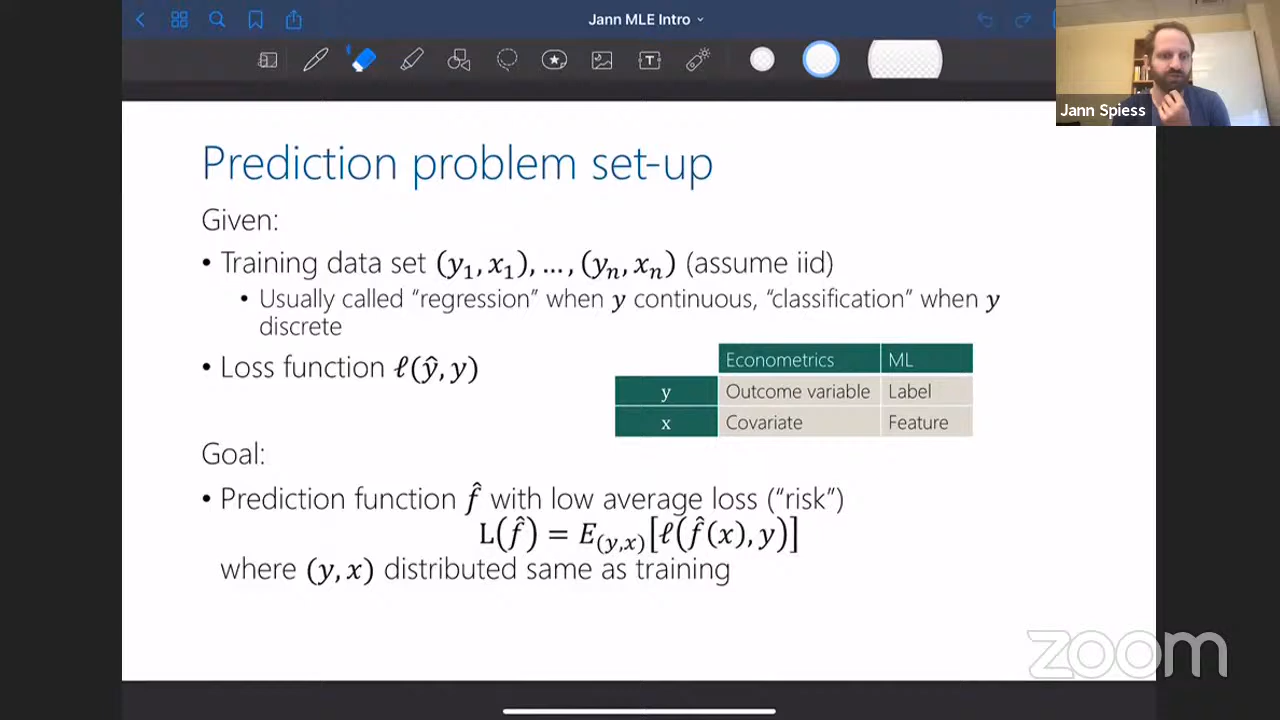 Jann MLE Intro
Jann Spiess
Prediction problem set-up
Given:
• Training data set (y₁, x₁), …, (yₙ, xₙ) (assume iid)
• Usually called “regression” when y continuous, “classification” when y
discrete
• Loss function ℓ(ŷ, y)
Econometrics ML
y Outcome variable Label
x Covariate Feature
Goal:
• Prediction function f̂ with low average loss (“risk”)
L(f̂) = E₍y,x₎[ℓ(f̂(x), y)]
where (y, x) distributed same as training
zoom